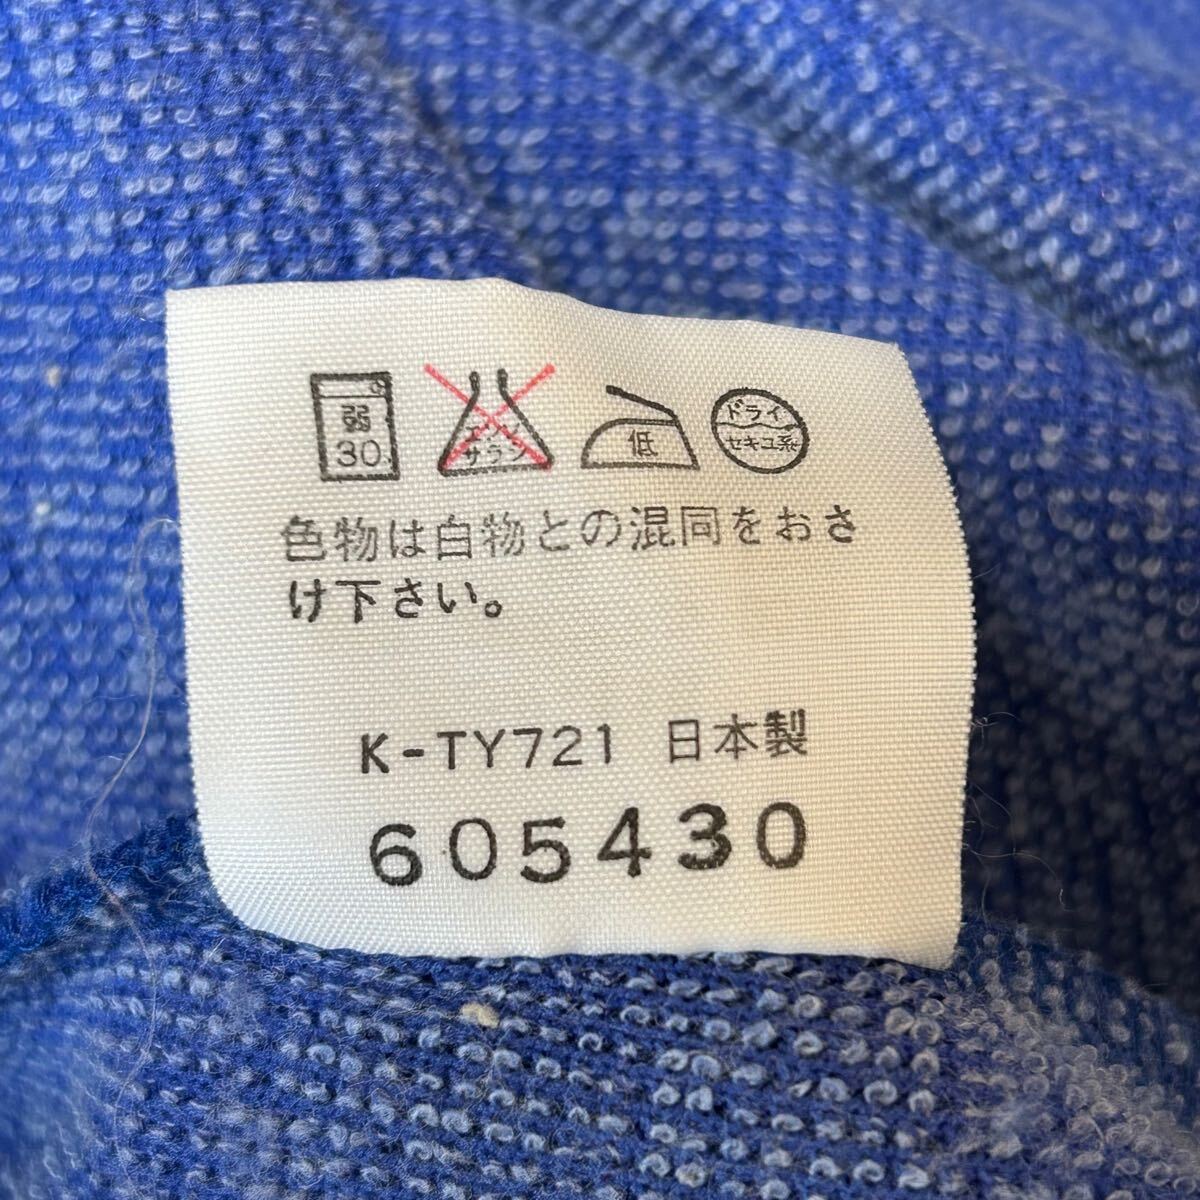 弱
30
エンソ
サラシ
低
ドライ
セキユ系
色物は白物との混同をおさ
け下さい。
K-TY721 日本製
605430